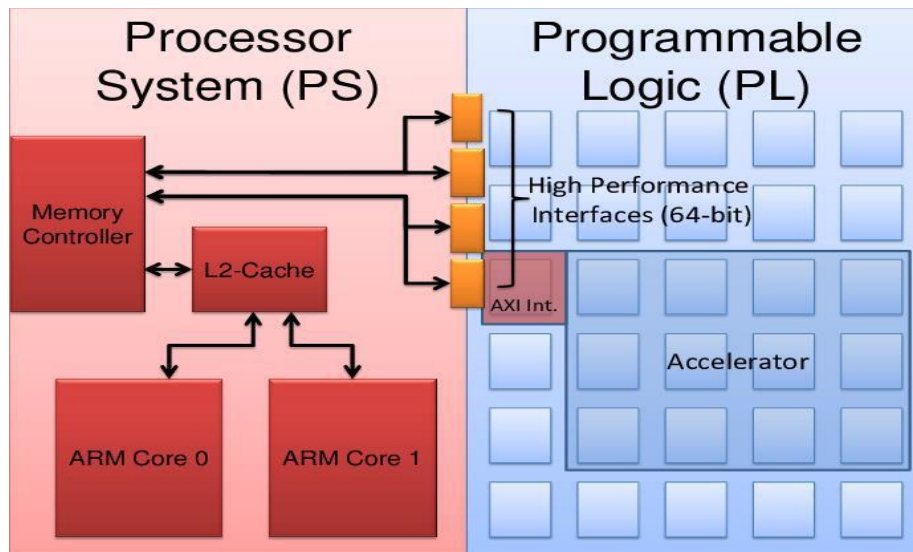 Processor
System (PS)
Programmable
Logic (PL)
High Performance
Interfaces (64-bit)
Memory
Controller
L2-Cache
AXI Int.
Accelerator
ARM Core 0
ARM Core 1